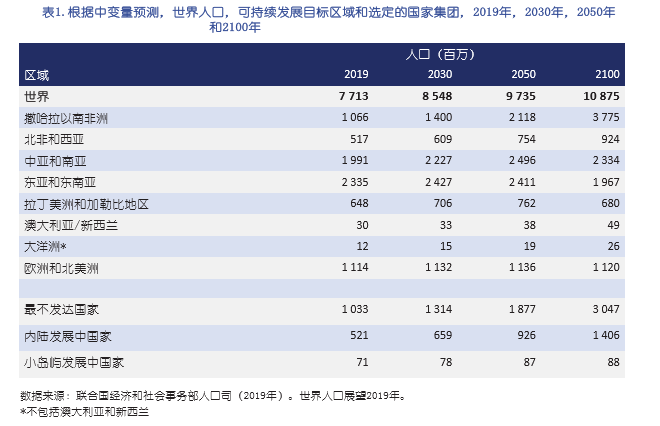 表1. 根据中变量预测，世界人口，可持续发展目标区域和选定的国家集团，2019年，2030年，2050年
和2100年
人口（百万）
区域 2019 2030 2050 2100
世界 7 713 8 548 9 735 10 875
撒哈拉以南非洲 1 066 1 400 2 118 3 775
北非和西亚 517 609 754 924
中亚和南亚 1 991 2 227 2 496 2 334
东亚和东南亚 2 335 2 427 2 411 1 967
拉丁美洲和加勒比地区 648 706 762 680
澳大利亚/新西兰 30 33 38 49
大洋洲* 12 15 19 26
欧洲和北美洲 1 114 1 132 1 136 1 120
最不发达国家 1 033 1 314 1 877 3 047
内陆发展中国家 521 659 926 1 406
小岛屿发展中国家 71 78 87 88
数据来源：联合国经济和社会事务部人口司（2019年）。世界人口展望2019年。
*不包括澳大利亚和新西兰